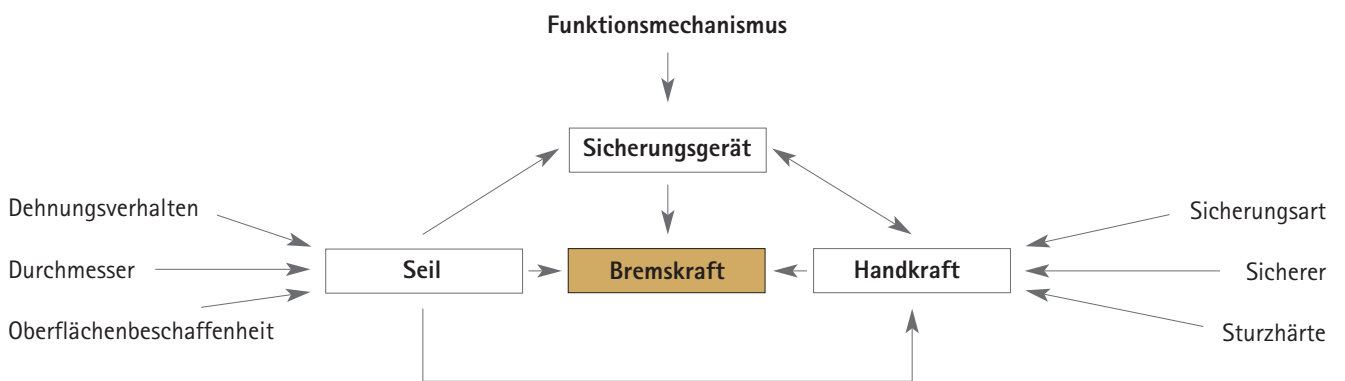 Funktionsmechanismus
Sicherungsgerät
Dehnungsverhalten
Sicherungsart
Durchmesser
Seil
Bremskraft
Handkraft
Sicherer
Oberflächenbeschaffenheit
Sturzhärte